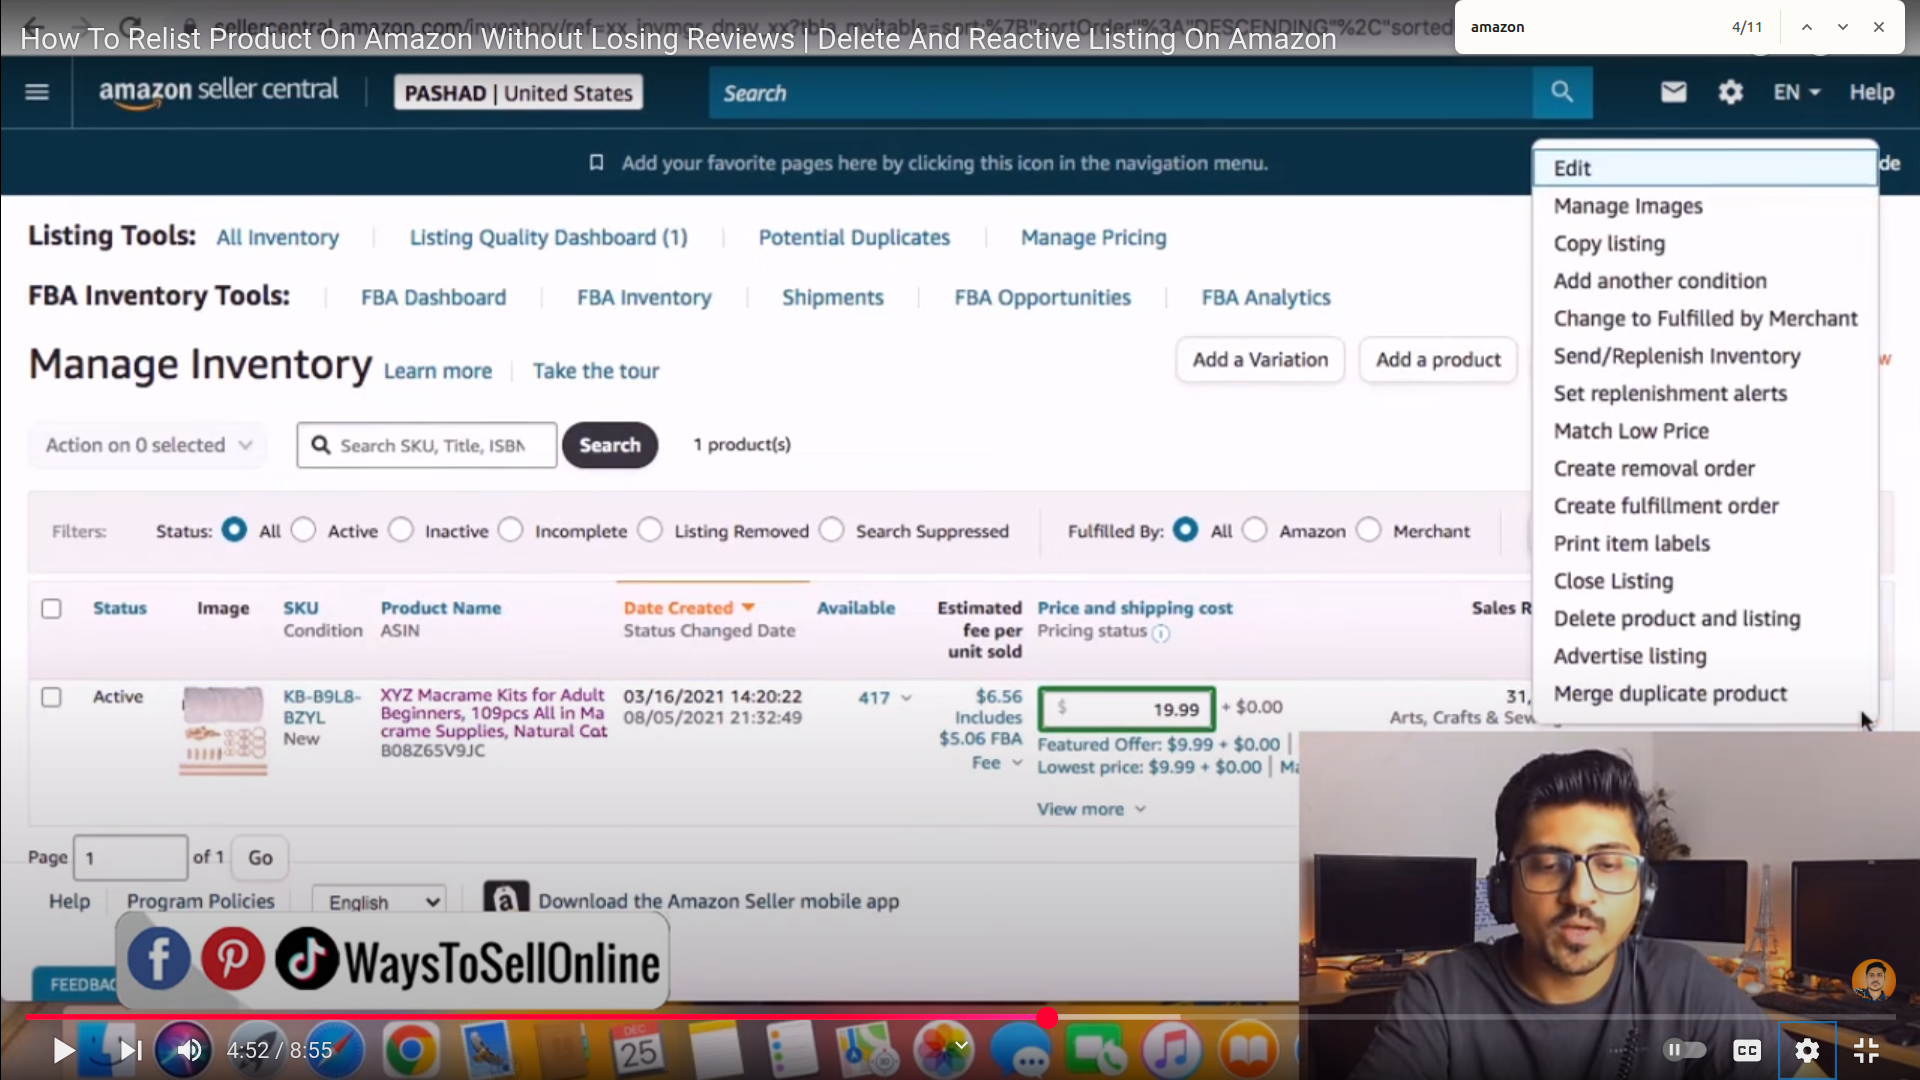 How To Relist Product On Amazon Without Losing Reviews | Delete And Reactive Listing On Amazon
amazon 4/11
amazon seller central PASHAD | United States Search EN Help
Add your favorite pages here by clicking this icon in the navigation menu.
Listing Tools: All Inventory Listing Quality Dashboard (1) Potential Duplicates Manage Pricing
FBA Inventory Tools: FBA Dashboard FBA Inventory Shipments FBA Opportunities FBA Analytics
Manage Inventory Learn more Take the tour Add a Variation Add a product
Action on 0 selected Search SKU, Title, ISBN Search 1 product(s)
Filters: Status: All Active Inactive Incomplete Listing Removed Search Suppressed Fulfilled By: All Amazon Merchant
Status Image SKU Product Name Date Created Available Estimated Price and shipping cost Sales R
Condition ASIN Status Changed Date fee per Pricing status
unit sold
Active KB-B9L8- XYZ Macrame Kits for Adult 03/16/2021 14:20:22 417 $6.56 $ 19.99 + $0.00 31,
BZYL Beginners, 109pcs All in Ma 08/05/2021 21:32:49 Includes Arts, Crafts & Sew
New crame Supplies, Natural Cot $5.06 FBA Featured Offer: $9.99 + $0.00
B08Z65V9JC Fee Lowest price: $9.99 + $0.00 | Ma
View more
Edit
Manage Images
Copy listing
Add another condition
Change to Fulfilled by Merchant
Send/Replenish Inventory
Set replenishment alerts
Match Low Price
Create removal order
Create fulfillment order
Print item labels
Close Listing
Delete product and listing
Advertise listing
Merge duplicate product
Page 1 of 1 Go
Help Program Policies English Download the Amazon Seller mobile app
WaysToSellOnline
FEEDBAC
DEC
25
4:52 / 8:55
CC